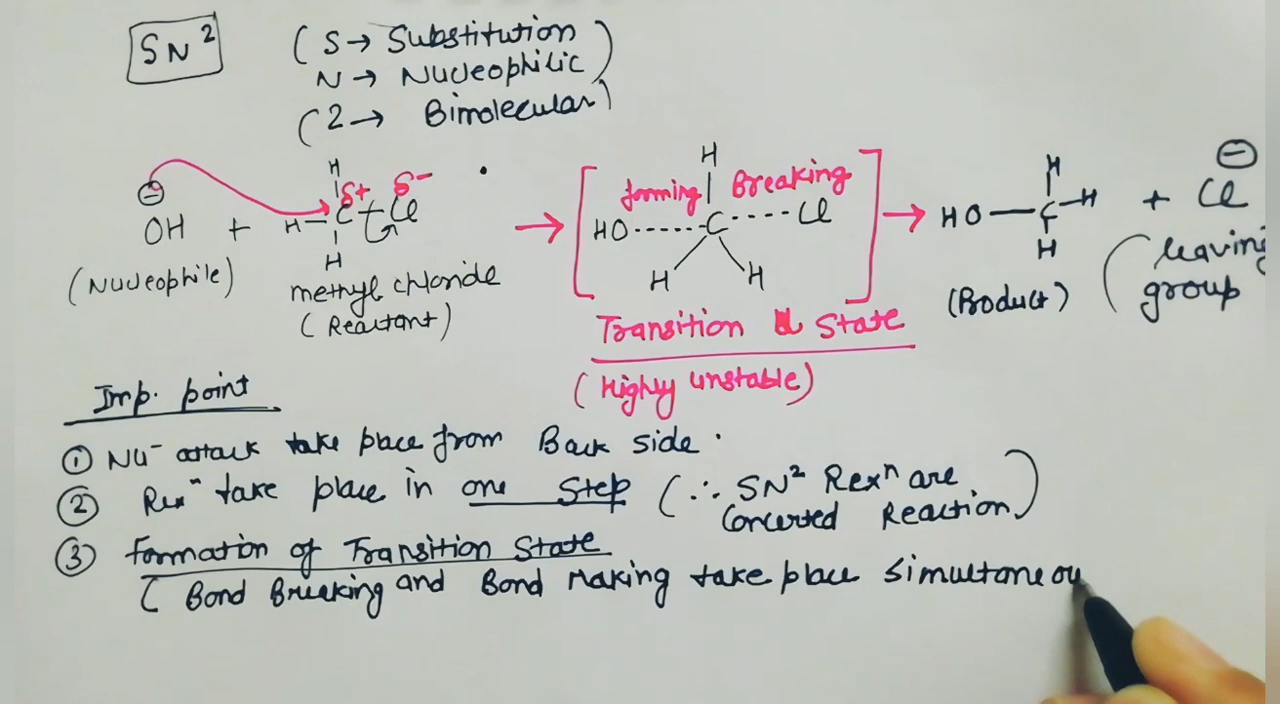 SN²
( S → Substitution
N → Nucleophilic )
( 2 → Bimolecular )
H
H–C–Cl
δ+ δ-
⊖
OH +
H
(Nucleophile)
methyl chloride
( Reactant )
→
[ H
forming Breaking
HO······C----Cl
H H ]
Transition State
( Highly unstable )
→
H
HO—C–H + Cl ⊖
H
(Product)
( leaving
group
Imp. point
① Nu⁻ attack take place from Back side.
② Rexⁿ take place in one Step ( ∴ SN² Rexⁿ are
Concerted Reaction )
③ formation of Transition State
( Bond Breaking and Bond Making take place simultaneou